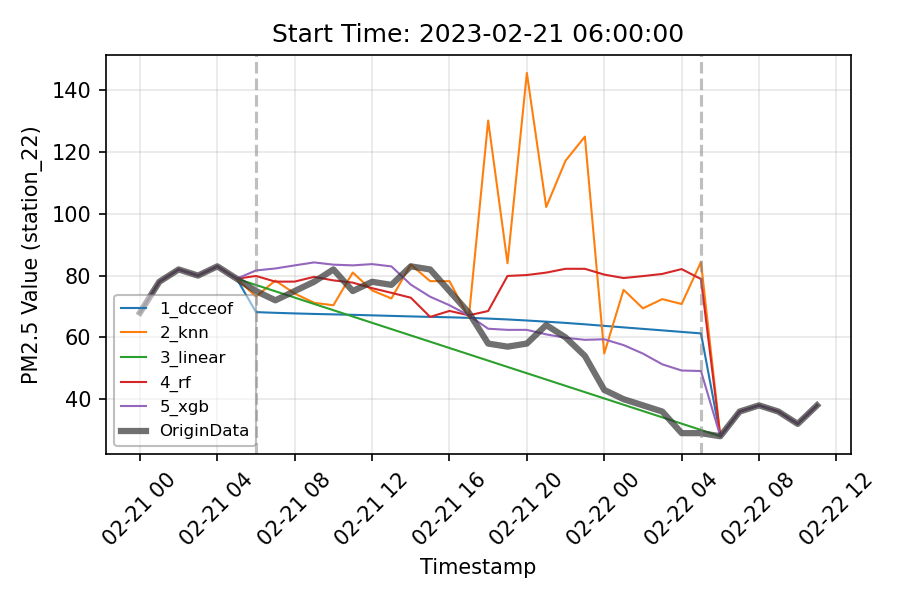 Start Time: 2023-02-21 06:00:00
PM2.5 Value (station_22)
140
120
100
80
60
40
1_dcceof
2_knn
3_linear
4_rf
5_xgb
OriginData
02-21 00
02-21 04
02-21 08
02-21 12
02-21 16
02-21 20
02-22 00
02-22 04
02-22 08
02-22 12
Timestamp